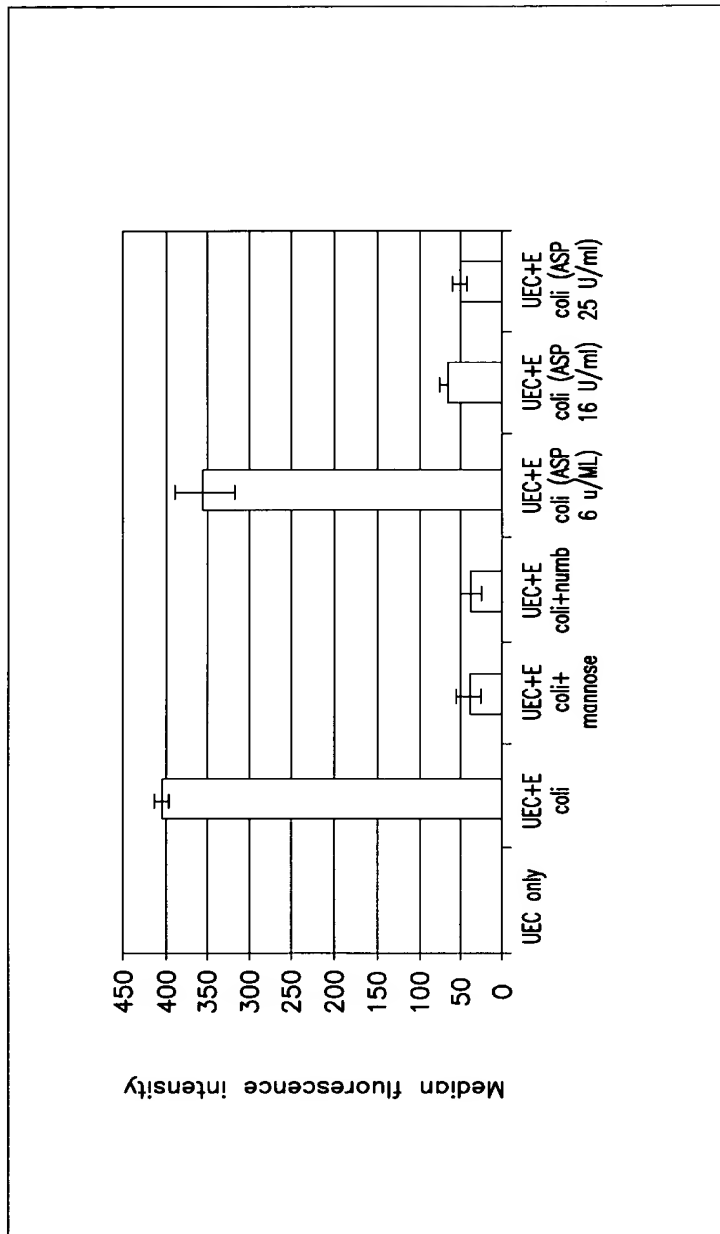 Median fluorescence intensity
450
400
350
300
250
200
150
100
50
0
UEC only
UEC+E
coli
UEC+E
coli+
mannose
UEC+E
coli+numb
UEC+E
coli (ASP
6 u/ML)
UEC+E
coli (ASP
16 U/ml)
UEC+E
coli (ASP
25 U/ml)